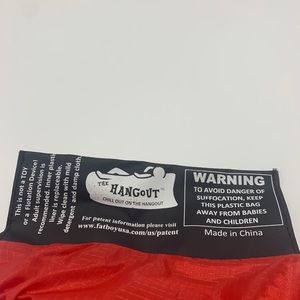 This is not a TOY
or a Flotation Device!
Adult supervision is
recommended. Inner plastic
liner is replaceable.
Wipe clean with mild
detergent and damp cloth.
THE
HANGOUT
CHILL OUT ON THE HANGOUT
For patent information please visit
www.fatboyusa.com/us/patent
WARNING
TO AVOID DANGER OF
SUFFOCATION, KEEP
THIS PLASTIC BAG
AWAY FROM BABIES
AND CHILDREN
Made in China